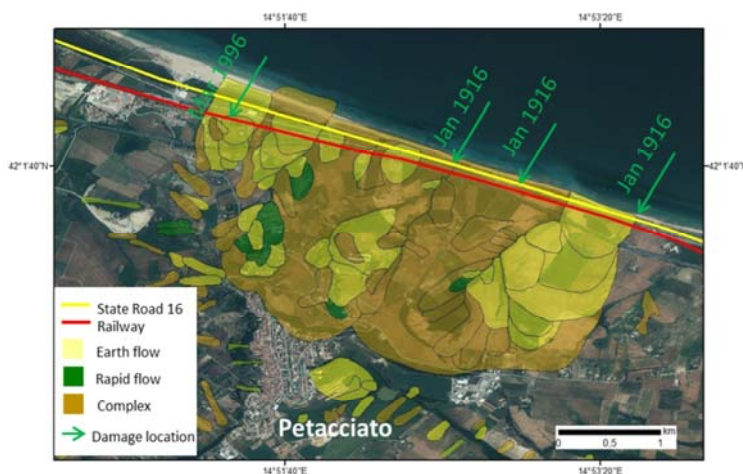 14°51'40"E
14°53'20"E
1996
Jan 1916
Jan 1916
Jan 1916
42°1'40"N
42°1'40"N
State Road 16
Railway
Earth flow
Rapid flow
Complex
Damage location
Petacciato
km
0 0.5 1
14°51'40"E
14°53'20"E